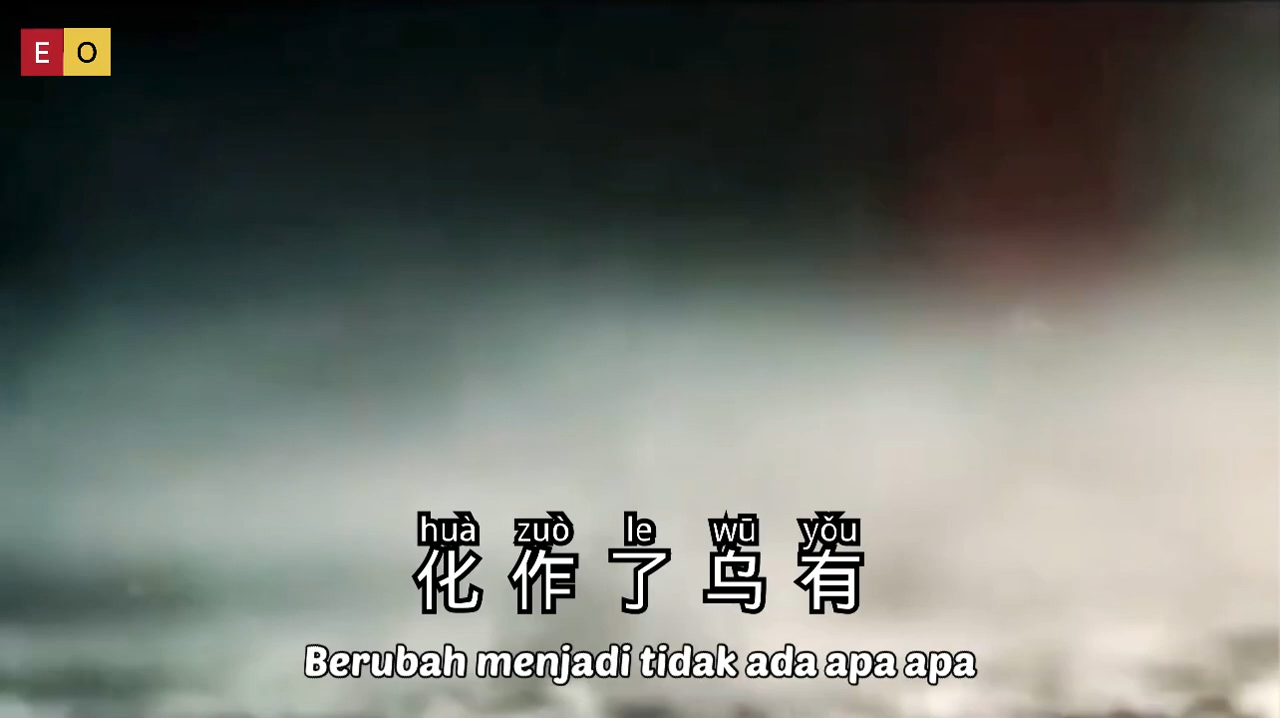 E O
huà zuò le wū yǒu
化作了乌有
Berubah menjadi tidak ada apa apa